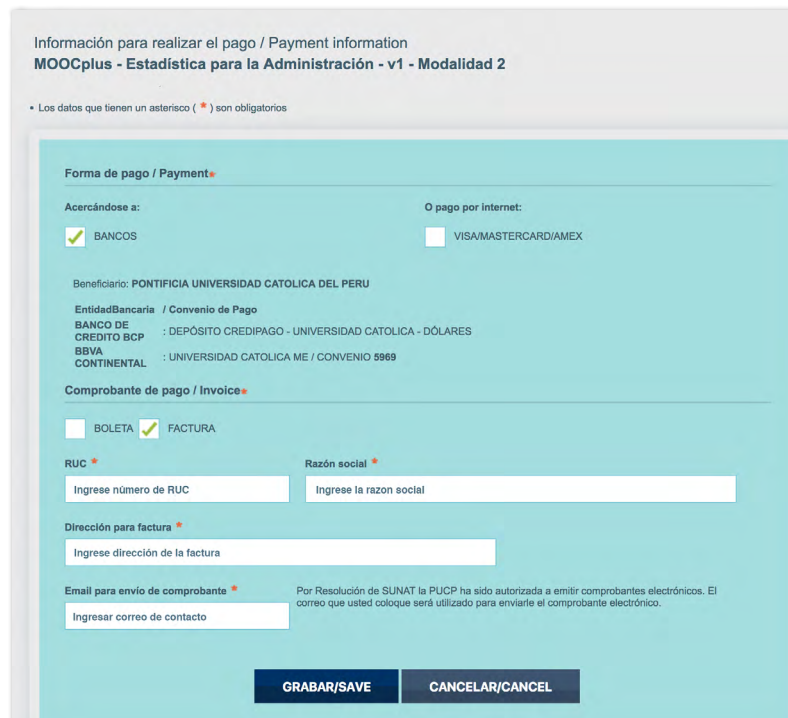 Información para realizar el pago / Payment information
MOOCplus - Estadística para la Administración - v1 - Modalidad 2
• Los datos que tienen un asterisco ( * ) son obligatorios
Forma de pago / Payment*
Acercándose a:
O pago por internet:
BANCOS
VISA/MASTERCARD/AMEX
Beneficiario: PONTIFICIA UNIVERSIDAD CATOLICA DEL PERU
EntidadBancaria / Convenio de Pago
BANCO DE CREDITO BCP : DEPÓSITO CREDIPAGO - UNIVERSIDAD CATOLICA - DÓLARES
BBVA CONTINENTAL : UNIVERSIDAD CATOLICA ME / CONVENIO 5969
Comprobante de pago / Invoice*
BOLETA FACTURA
RUC * Razón social *
Ingrese número de RUC Ingrese la razon social
Dirección para factura *
Ingrese dirección de la factura
Email para envío de comprobante *
Ingresar correo de contacto
Por Resolución de SUNAT la PUCP ha sido autorizada a emitir comprobantes electrónicos. El
correo que usted coloque será utilizado para enviarle el comprobante electrónico.
GRABAR/SAVE CANCELAR/CANCEL